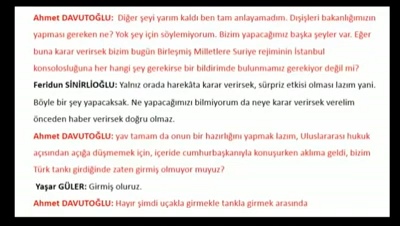 Ahmet DAVUTOĞLU: Diğer şeyi yarım kaldı ben tam anlayamadım. Dışişleri bakanlığımızın
yapması gereken ne? Yok şey için söylemiyorum. Bizim yapacağımız başka şeyler var. Eğer
buna karar verirsek bizim bugün Birleşmiş Milletlere Suriye rejiminin İstanbul
konsolosluğuna her hangi şey gerekirse bir bildirimde bulunmamız gerekiyor değil mi?
Feridun SİNİRLİOĞLU: Yalnız orada harekâta karar verirsek, sürpriz etkisi olması lazım yani.
Böyle bir şey yapacaksak. Ne yapacağınızı bilmiyorum da neye karar verirsek verelim
önceden haber verirsek doğru olmaz.
Ahmet DAVUTOĞLU: yav tamam da onun bir hazırlığını yapmak lazım, Uluslararası hukuk
açısından açığa düşmemek için, içeride cumhurbaşkanıyla konuşurken aklıma geldi, bizim
Türk tankı girdiğinde zaten girmiş olmuyor muyuz?
Yaşar GÜLER: Girmiş oluruz.
Ahmet DAVUTOĞLU: Hayır şimdi uçakla girmekle tankla girmek arasında